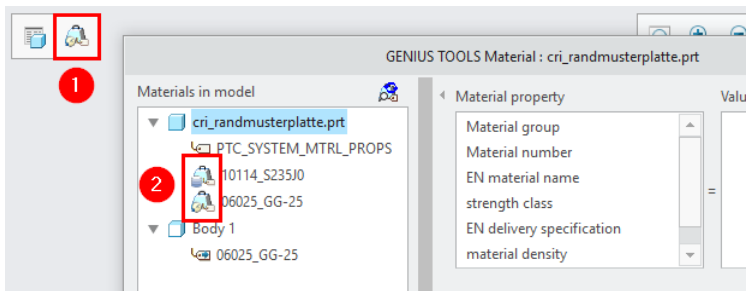 1
GENIUS TOOLS Material : cri_randmusterplatte.prt
Materials in model
Material property
Valu
cri_randmusterplatte.prt
PTC_SYSTEM_MTRL_PROPS
2
10114_S235J0
06025_GG-25
Body 1
06025_GG-25
Material group
Material number
EN material name
strength class
EN delivery specification
material density
=